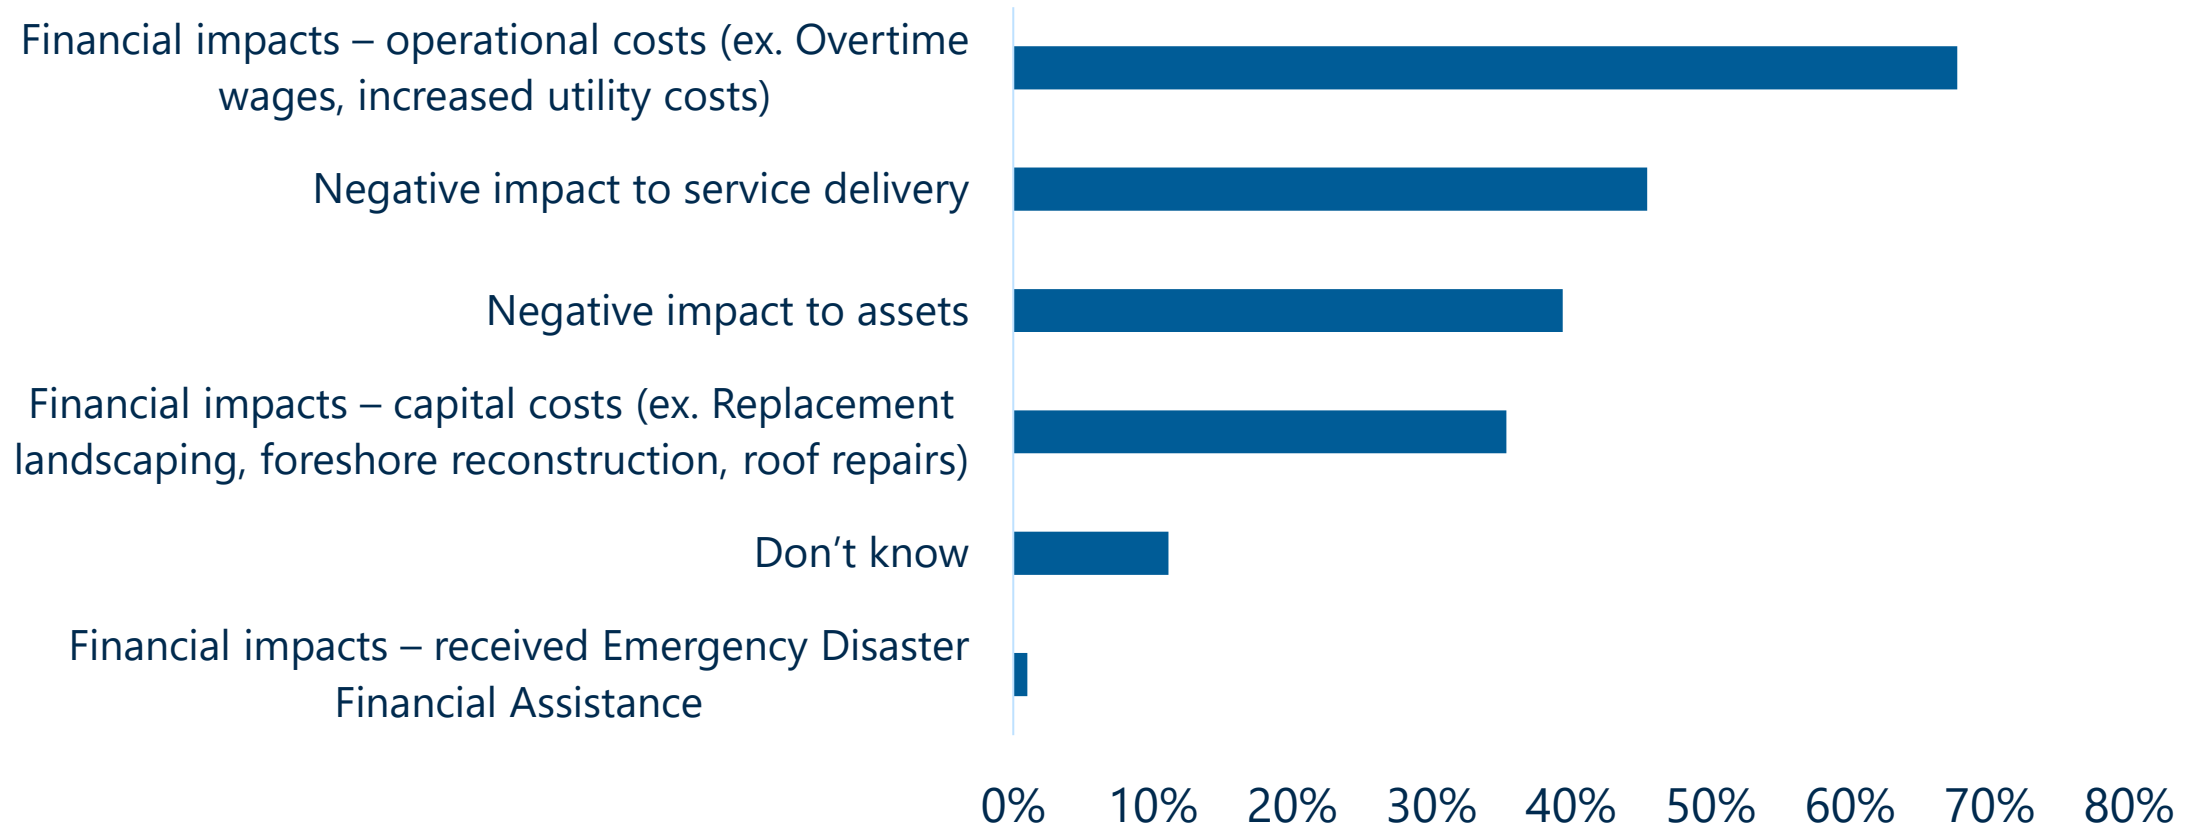 Financial impacts – operational costs (ex. Overtime
wages, increased utility costs)
Negative impact to service delivery
Negative impact to assets
Financial impacts – capital costs (ex. Replacement
landscaping, foreshore reconstruction, roof repairs)
Don’t know
Financial impacts – received Emergency Disaster
Financial Assistance
0% 10% 20% 30% 40% 50% 60% 70% 80%